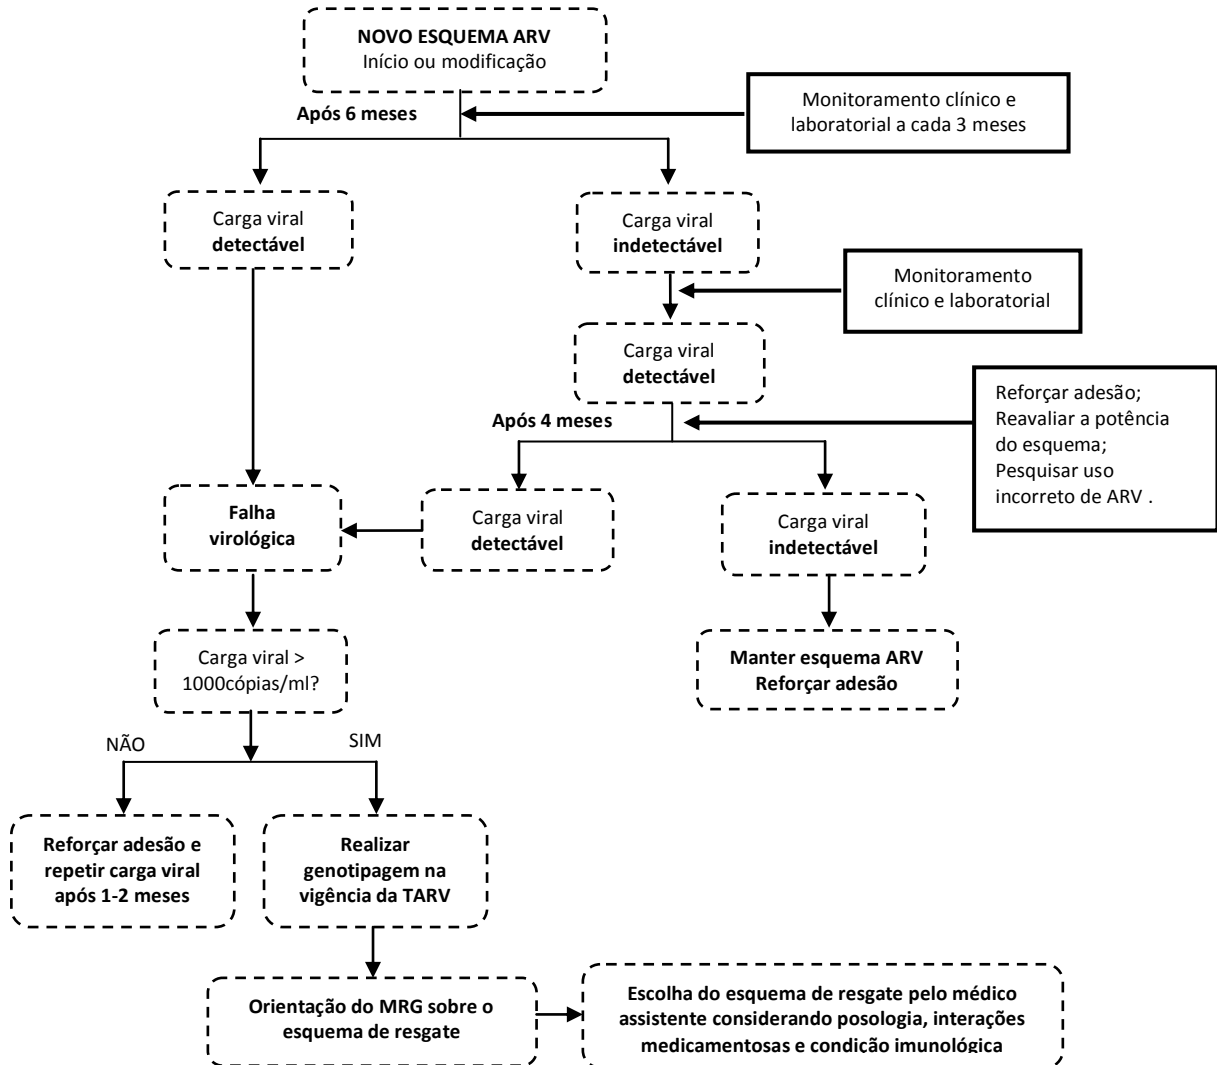 NOVO ESQUEMA ARV
Início ou modificação
Após 6 meses
Monitoramento clínico e
laboratorial a cada 3 meses
Carga viral
detectável
Carga viral
indetectável
Monitoramento
clínico e laboratorial
Carga viral
detectável
Após 4 meses
Reforçar adesão;
Reavaliar a potência
do esquema;
Pesquisar uso
incorreto de ARV .
Falha
virológica
Carga viral
detectável
Carga viral
indetectável
Carga viral >
1000cópias/ml?
Manter esquema ARV
Reforçar adesão
NÃO
SIM
Reforçar adesão e
repetir carga viral
após 1-2 meses
Realizar
genotipagem na
vigência da TARV
Orientação do MRG sobre o
esquema de resgate
Escolha do esquema de resgate pelo médico
assistente considerando posologia, interações
medicamentosas e condição imunológica